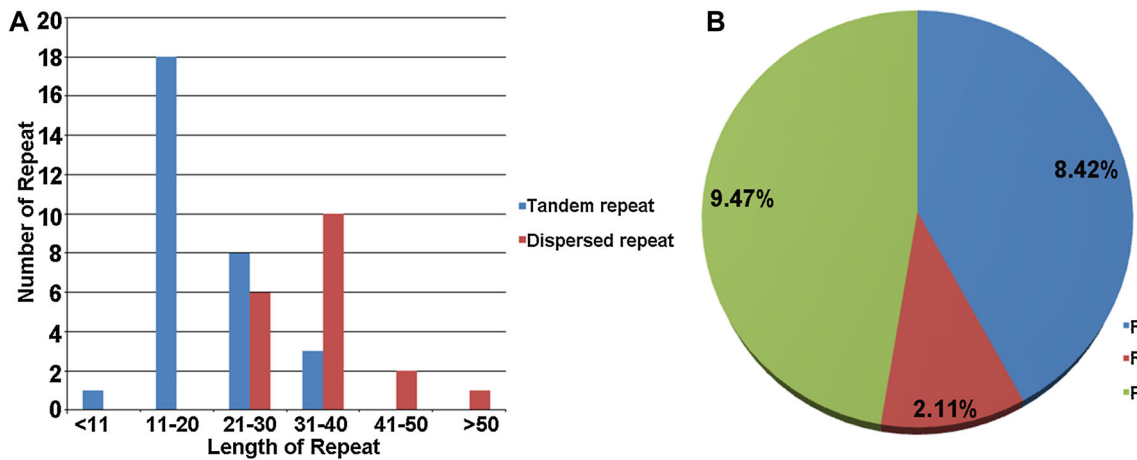 A
20
18
16
14
12
10
8
6
4
2
0
Number of Repeat
<11 11-20 21-30 31-40 41-50 >50
Length of Repeat
Tandem repeat
Dispersed repeat
B
8.42%
9.47%
2.11%